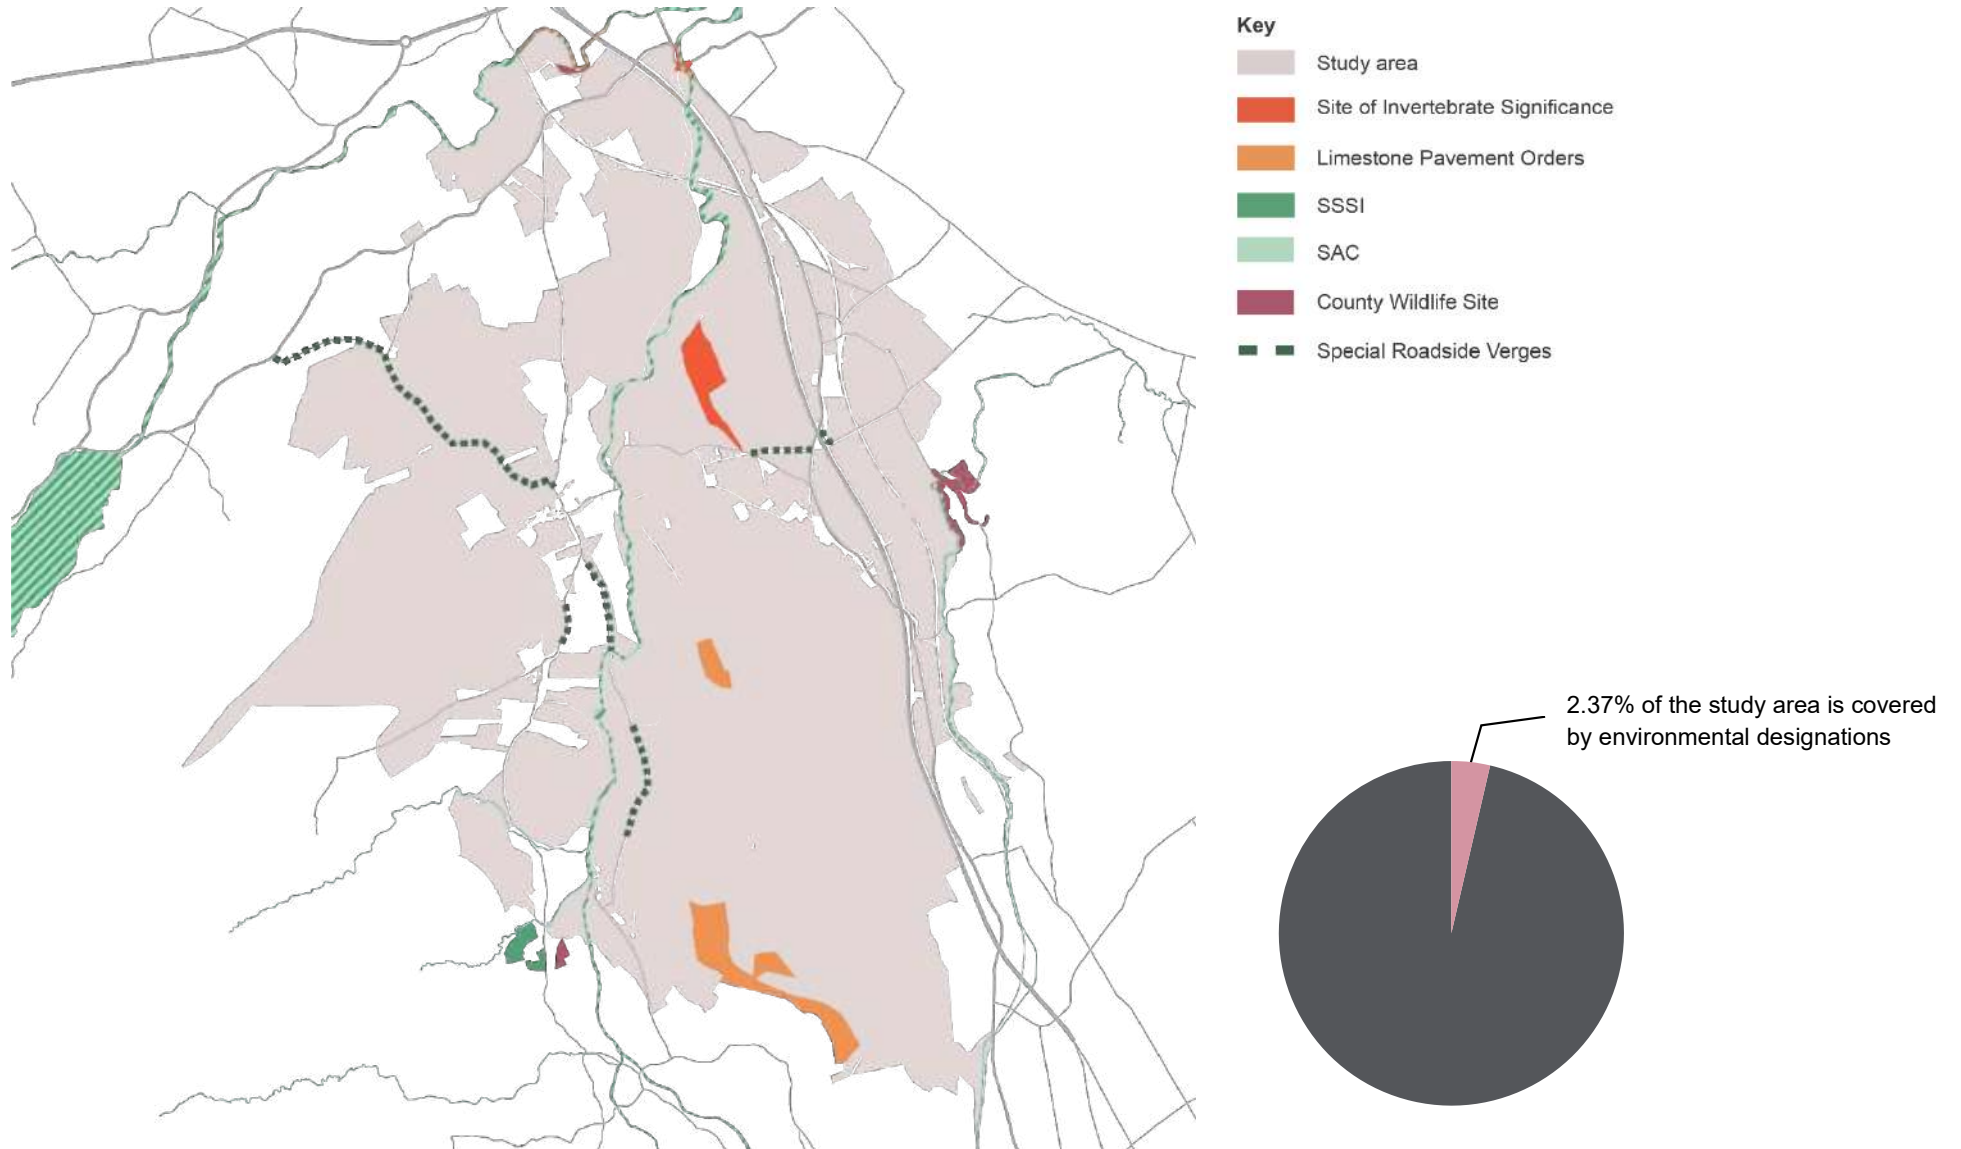 Key
Study area
Site of Invertebrate Significance
Limestone Pavement Orders
SSSI
SAC
County Wildlife Site
Special Roadside Verges
2.37% of the study area is covered
by environmental designations